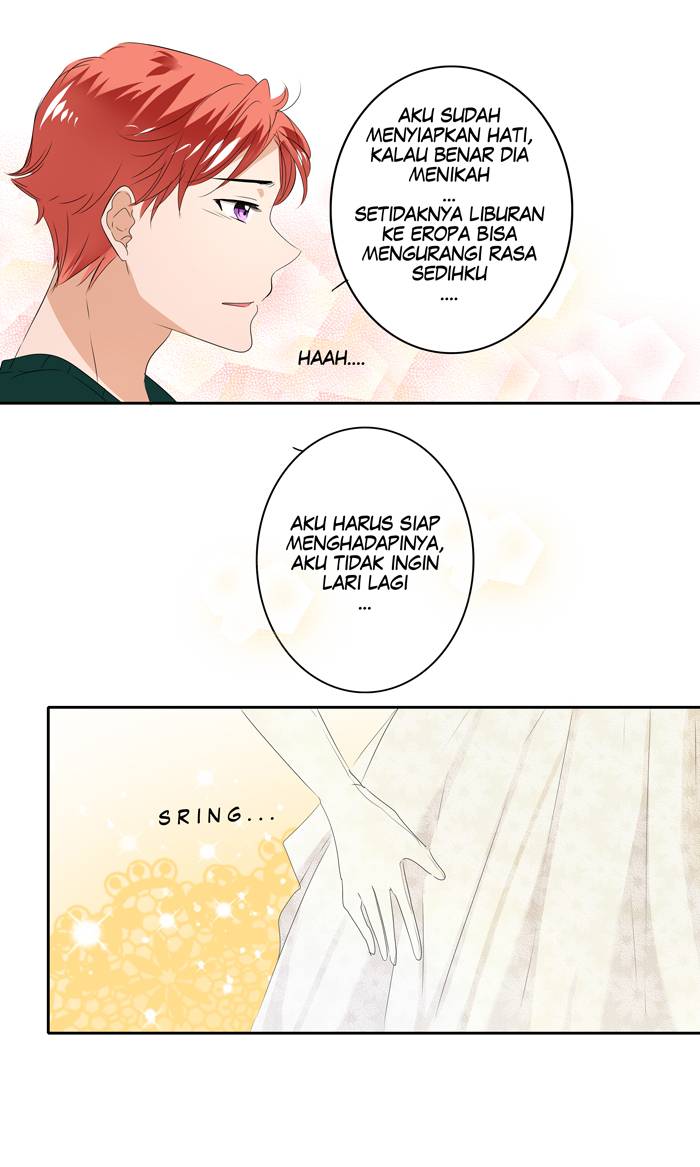 AKU SUDAH
MENYIAPKAN HATI,
KALAU BENAR DIA
MENIKAH
...
SETIDAKNYA LIBURAN
KE EROPA BISA
MENGURANGI RASA
SEDIHKU
....
HAAH....
AKU HARUS SIAP
MENGHADAPINYA,
AKU TIDAK INGIN
LARI LAGI
...
SRING...